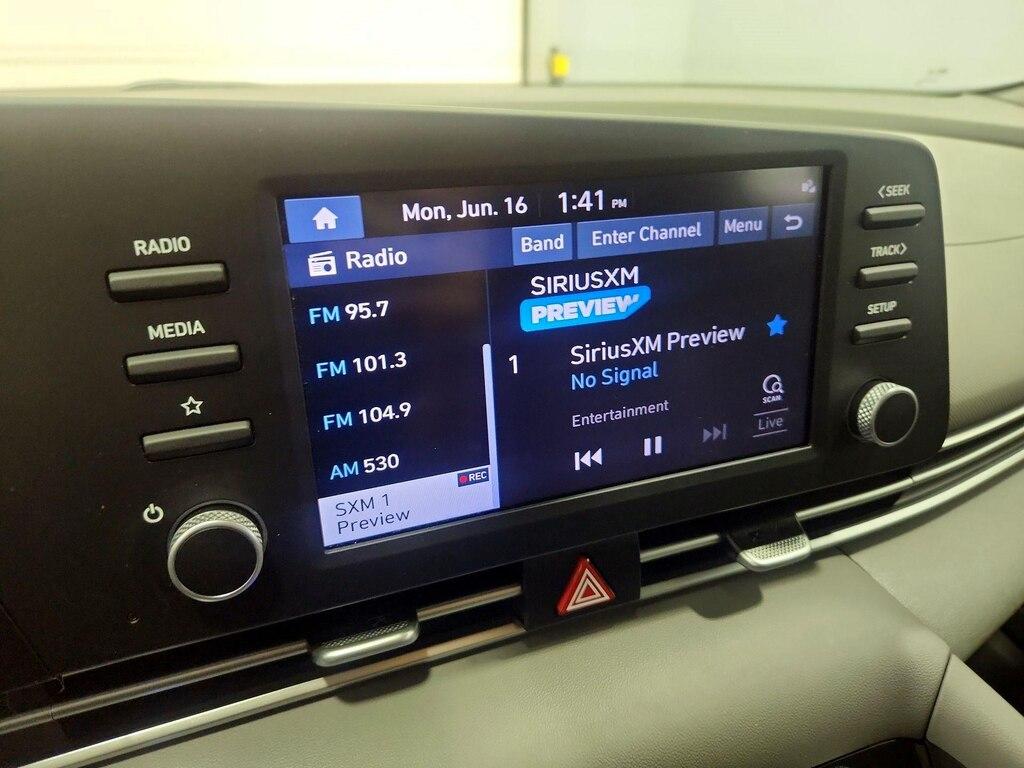 RADIO
MEDIA
Mon, Jun. 16
1:41 PM
Radio
Band
Enter Channel
Menu
FM 95.7
FM 101.3
FM 104.9
AM 530
SXM 1
REC
Preview
SIRIUSXM
PREVIEW
1
SiriusXM Preview
No Signal
Entertainment
SCAN
Live
<SEEK
TRACK>
SETUP